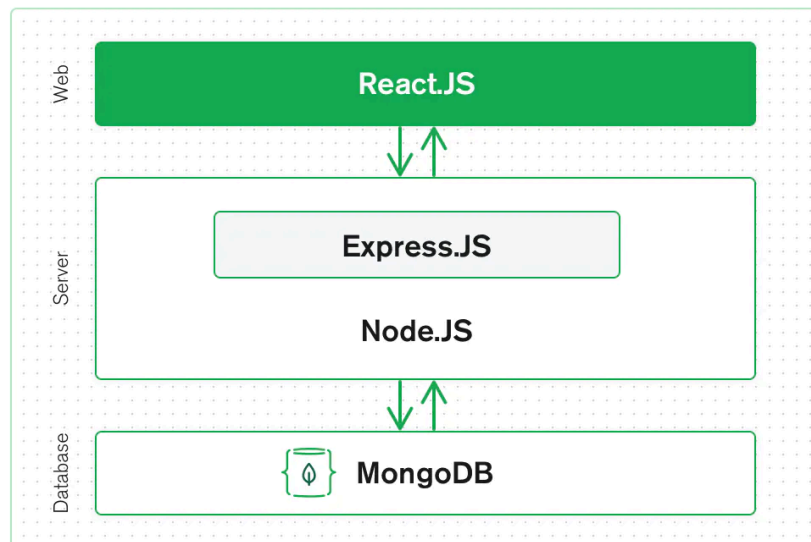 Web
React.JS
Server
Express.JS
Node.JS
Database
MongoDB